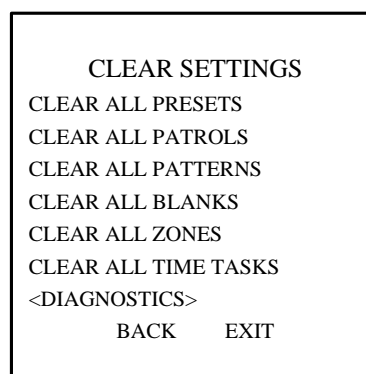 CLEAR SETTINGS
CLEAR ALL PRESETS
CLEAR ALL PATROLS
CLEAR ALL PATTERNS
CLEAR ALL BLANKS
CLEAR ALL ZONES
CLEAR ALL TIME TASKS
<DIAGNOSTICS>
BACK EXIT